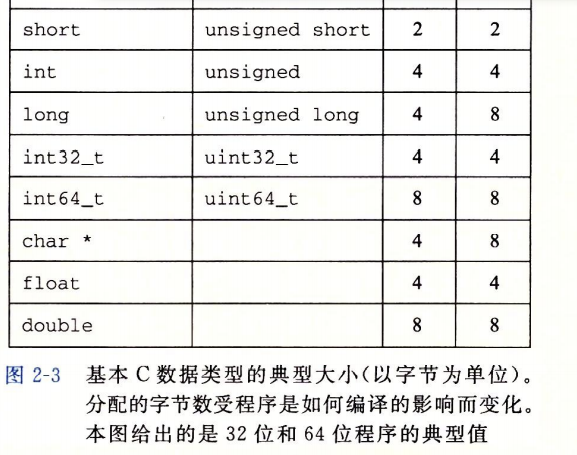 short unsigned short 2 2
int unsigned 4 4
long unsigned long 4 8
int32_t uint32_t 4 4
int64_t uint64_t 8 8
char * 4 8
float 4 4
double 8 8
图 2-3 基本 C 数据类型的典型大小(以字节为单位)。
分配的字节数受程序是如何编译的影响而变化。
本图给出的是 32 位和 64 位程序的典型值